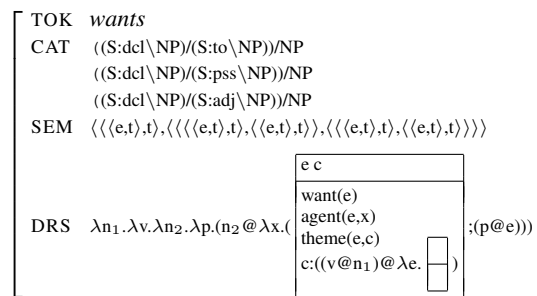 TOK wants
CAT ((S:dcl\NP)/(S:to\NP))/NP
((S:dcl\NP)/(S:pss\NP))/NP
((S:dcl\NP)/(S:adj\NP))/NP
SEM ⟨⟨⟨e,t⟩,t⟩,⟨⟨⟨⟨e,t⟩,t⟩,⟨⟨e,t⟩,t⟩⟩,⟨⟨⟨e,t⟩,t⟩,⟨⟨e,t⟩,t⟩⟩⟩⟩
e c
want(e)
agent(e,x)
DRS λn₁.λv.λn₂.λp.(n₂@λx.( theme(e,c) ;(p@e)))
c:((v@n₁)@λe. )